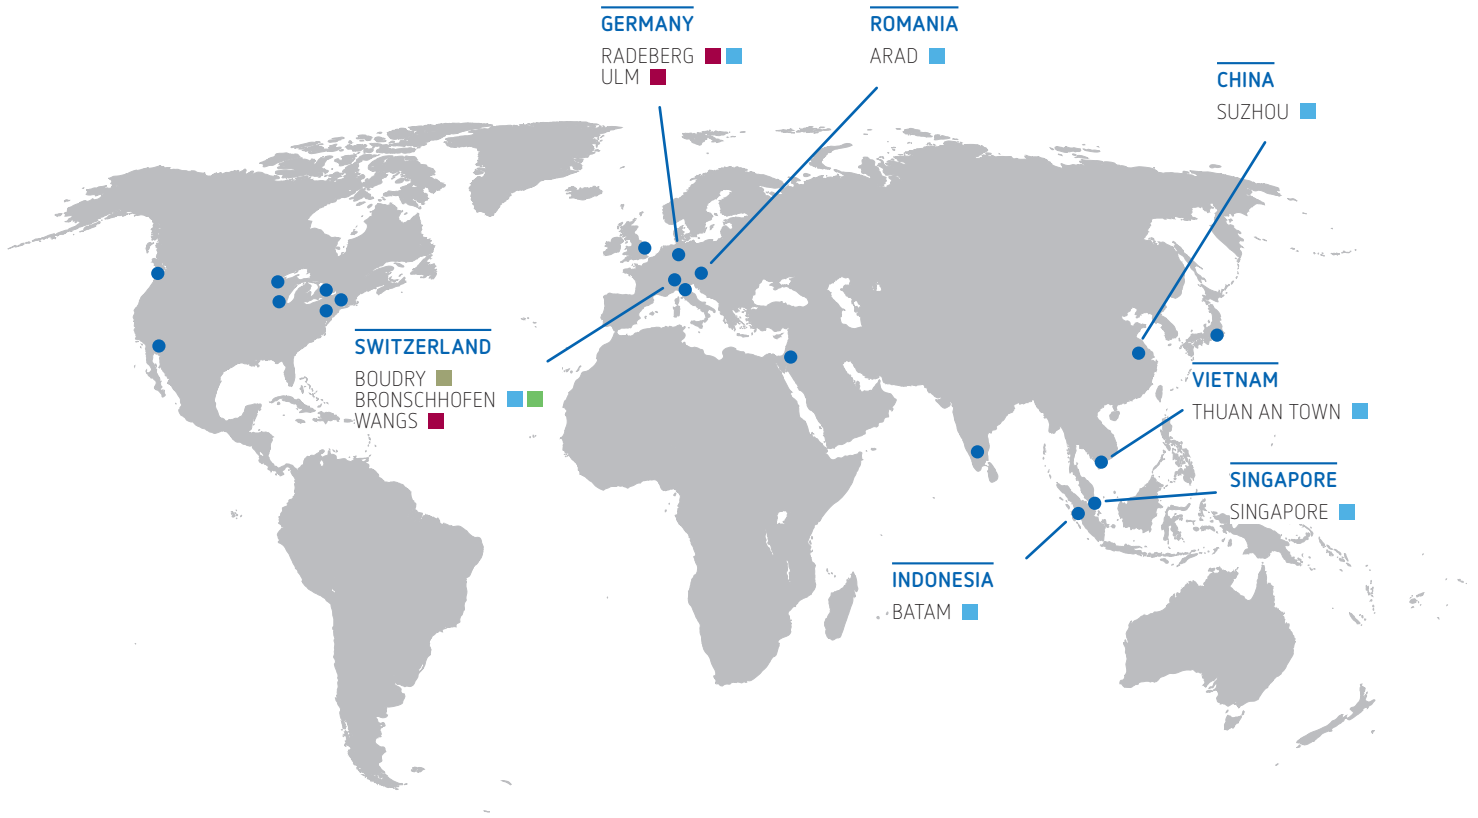 GERMANY
RADEBERG
ULM
ROMANIA
ARAD
CHINA
SUZHOU
SWITZERLAND
BOUDRY
BRONSCHHOFEN
WANGS
VIETNAM
THUAN AN TOWN
SINGAPORE
SINGAPORE
INDONESIA
BATAM